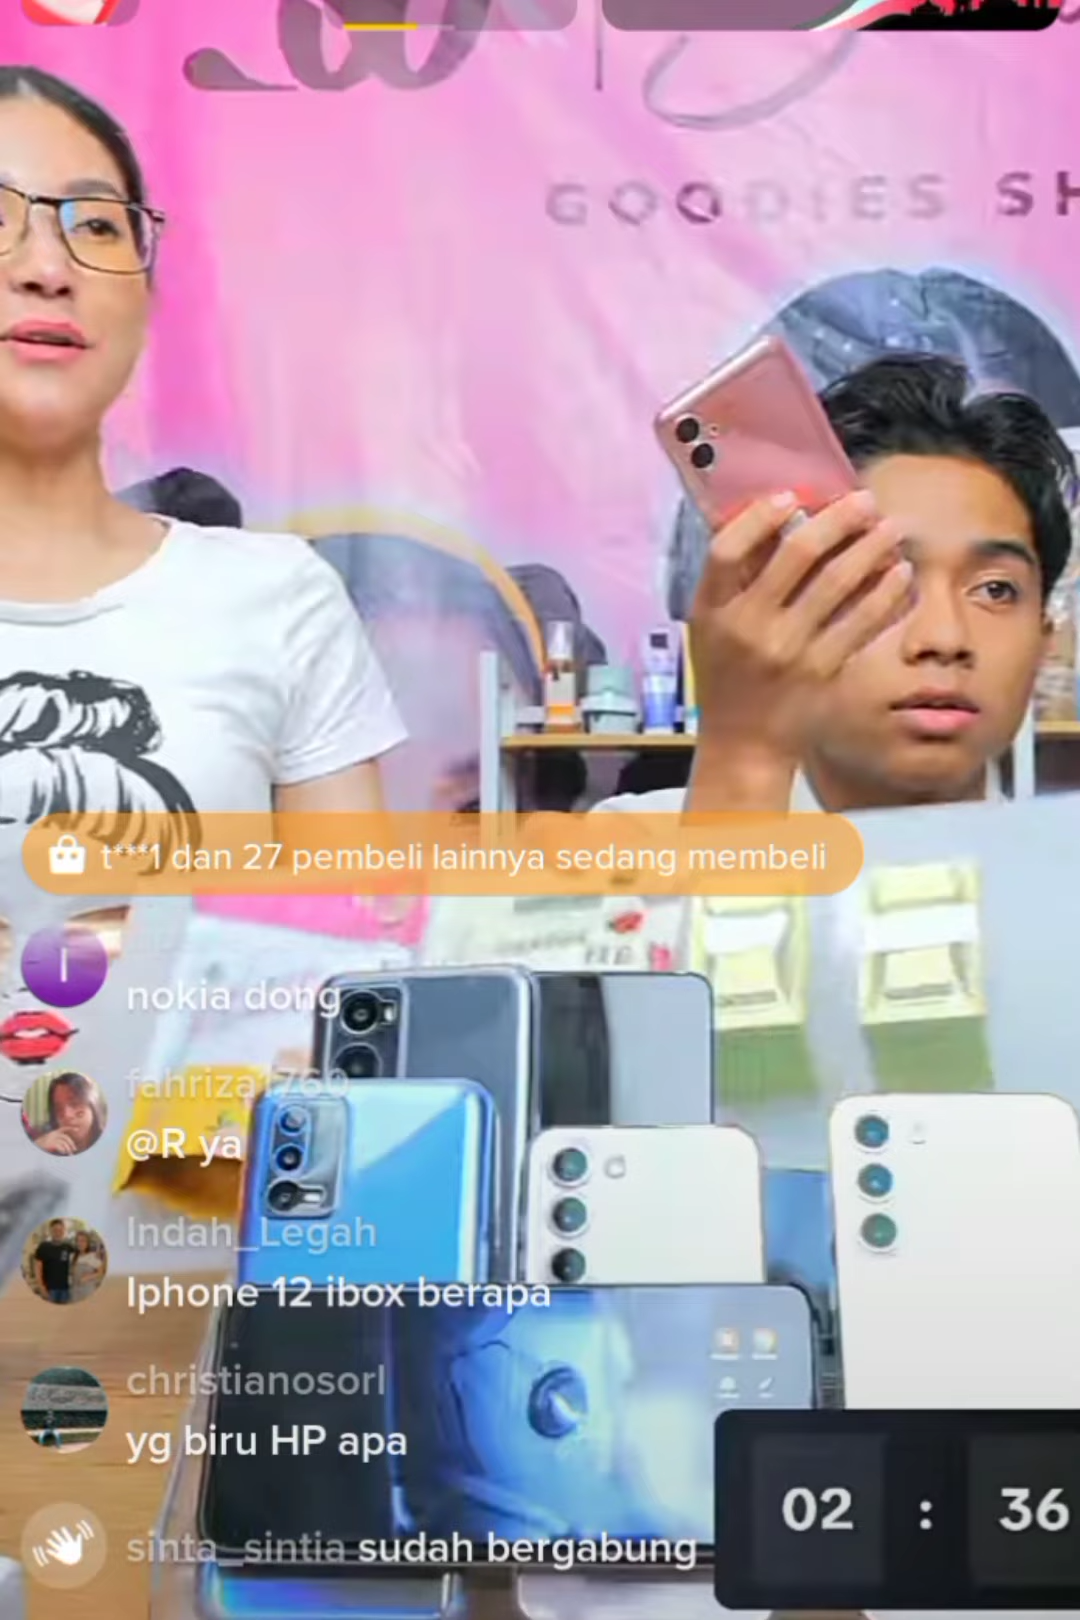 GOODIES SH
t***1 dan 27 pembeli lainnya sedang membeli
I
nokia dong
fahriza1760
@R ya
Indah_Legah
Iphone 12 ibox berapa
christianosorl
yg biru HP apa
sinta_sintia sudah bergabung
02 : 36